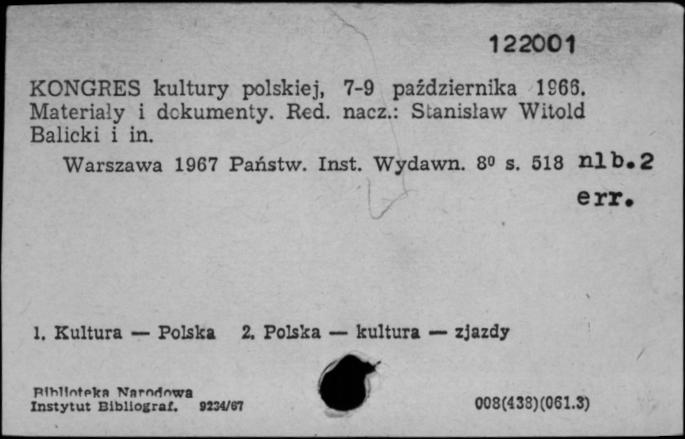 122001
KONGRES kultury polskiej, 7-9 października 1966.
Materiały i dokumenty. Red. nacz.: Stanisław Witold
Balicki i in.
Warszawa 1967 Państw. Inst. Wydawn. 8⁰ s. 518 nlb.2
err.
1. Kultura — Polska 2. Polska — kultura — zjazdy
Biblioteka Narodowa
Instytut Bibliograf. 9234/67
008(438)(061.3)